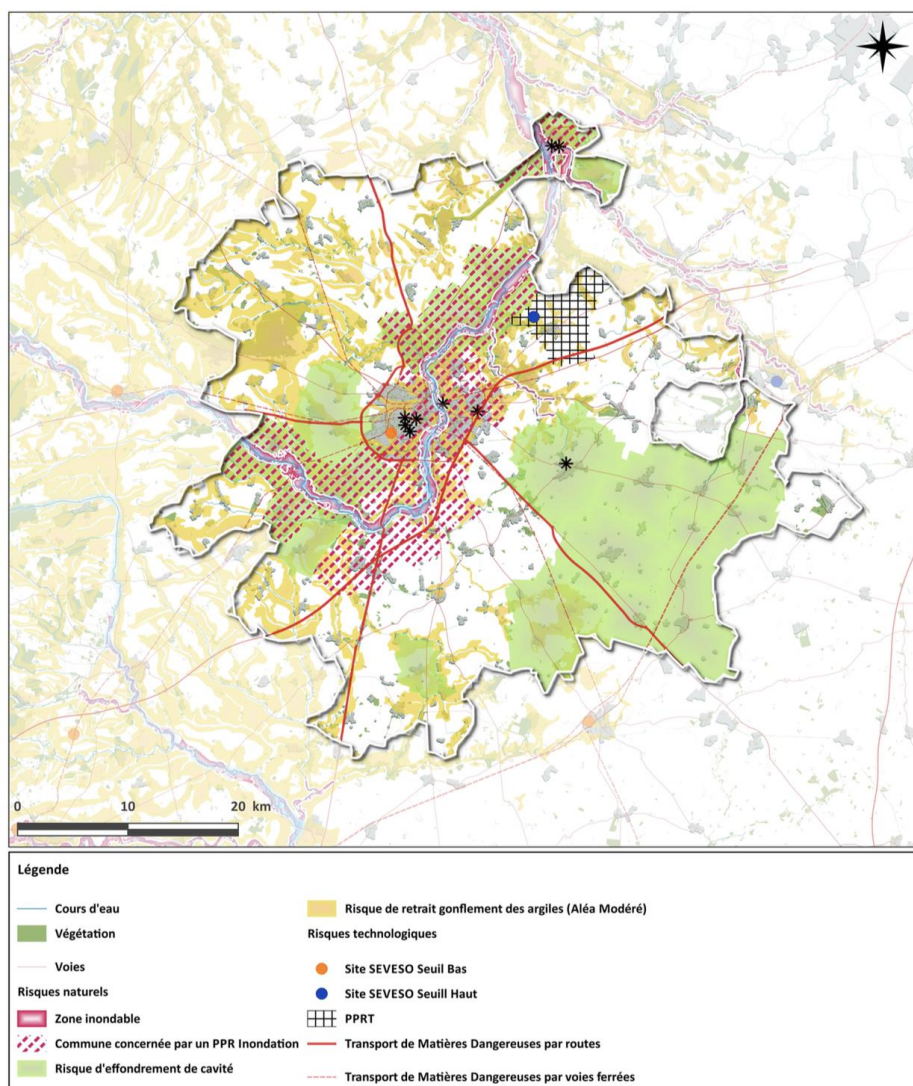 0 10 20 km
Légende
Cours d'eau
Végétation
Voies
Risques naturels
Zone inondable
Commune concernée par un PPR Inondation
Risque d'effondrement de cavité
Risque de retrait gonflement des argiles (Aléa Modéré)
Risques technologiques
Site SEVESO Seuil Bas
Site SEVESO Seuill Haut
PPRT
Transport de Matières Dangereuses par routes
Transport de Matières Dangereuses par voies ferrées